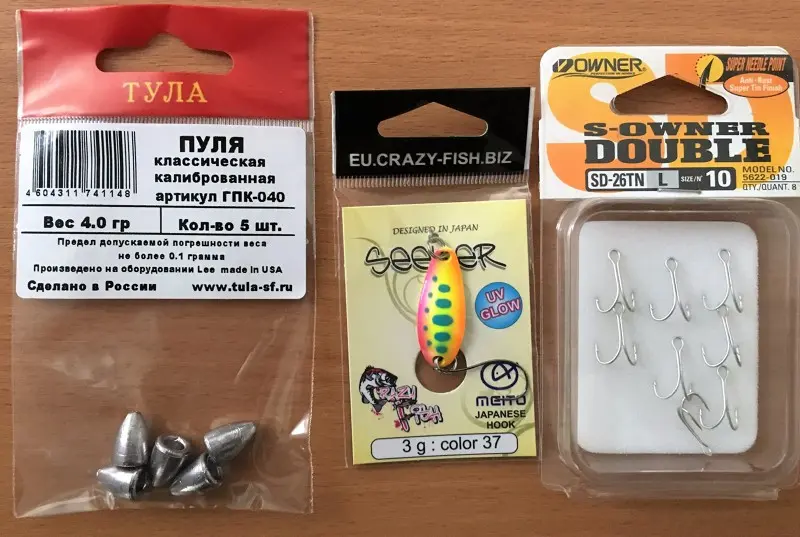 ТУЛА
4 604311 741148
ПУЛЯ
классическая
калиброванная
артикул ГПК-040
Вес 4.0 гр
Кол-во 5 шт.
Предел допускаемой погрешности веса
не более 0.1 грамма
Произведено на оборудовании Lee made in USA
Сделано в России
www.tula-sf.ru
EU.CRAZY-FISH.BIZ
DESIGNED IN JAPAN
SEEKER
UV
GLOW
CRAZY
FISH
MEITO
JAPANESE
HOOK
3 g : color 37
OWNER
SUPER NEEDLE POINT
Anti-Rust
Super Tin Finish
S-OWNER
DOUBLE
MODEL NO.
5622-019
SD-26TN
L
SIZE/Nº 10
QTY./QUANT. 8